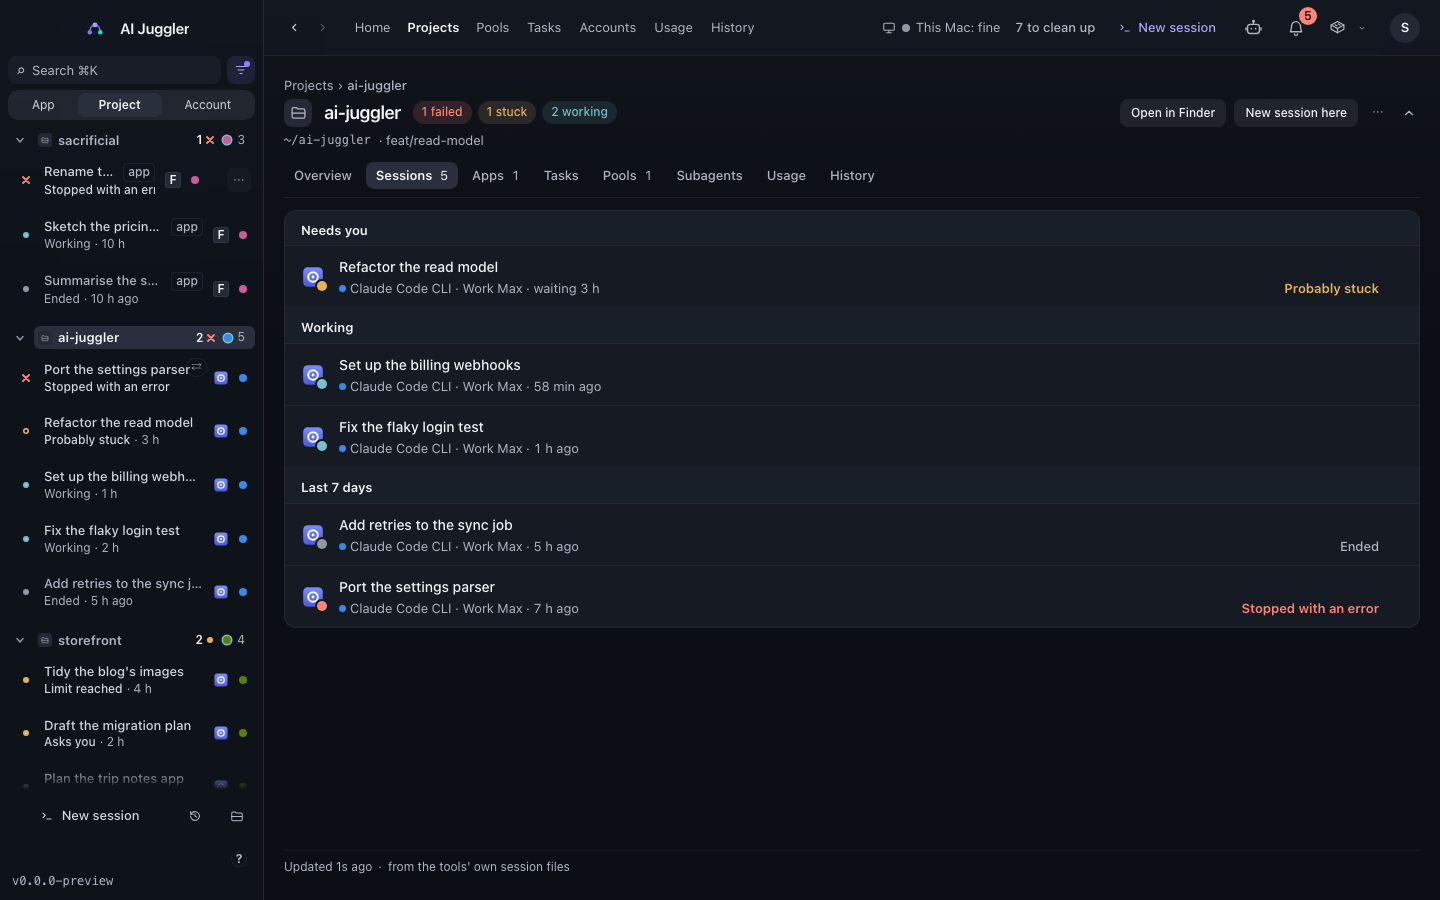 AI Juggler
Search ⌘K
App Project Account
sacrificial 1 3
Rename t... app F
Stopped with an err
Sketch the pricin... app F
Working · 10 h
Summarise the s... app F
Ended · 10 h ago
ai-juggler 2 5
Port the settings parser
Stopped with an error
Refactor the read model
Probably stuck · 3 h
Set up the billing webh...
Working · 1 h
Fix the flaky login test
Working · 2 h
Add retries to the sync j...
Ended · 5 h ago
storefront 2 4
Tidy the blog's images
Limit reached · 4 h
Draft the migration plan
Asks you · 2 h
Plan the trip notes app
New session
?
v0.0.0-preview
Home Projects Pools Tasks Accounts Usage History
This Mac: fine 7 to clean up New session 5 S
Projects › ai-juggler
ai-juggler 1 failed 1 stuck 2 working
Open in Finder New session here ...
~/ai-juggler · feat/read-model
Overview Sessions 5 Apps 1 Tasks Pools 1 Subagents Usage History
Needs you
Refactor the read model
Claude Code CLI · Work Max · waiting 3 h Probably stuck
Working
Set up the billing webhooks
Claude Code CLI · Work Max · 58 min ago
Fix the flaky login test
Claude Code CLI · Work Max · 1 h ago
Last 7 days
Add retries to the sync job
Claude Code CLI · Work Max · 5 h ago Ended
Port the settings parser
Claude Code CLI · Work Max · 7 h ago Stopped with an error
Updated 1s ago · from the tools' own session files